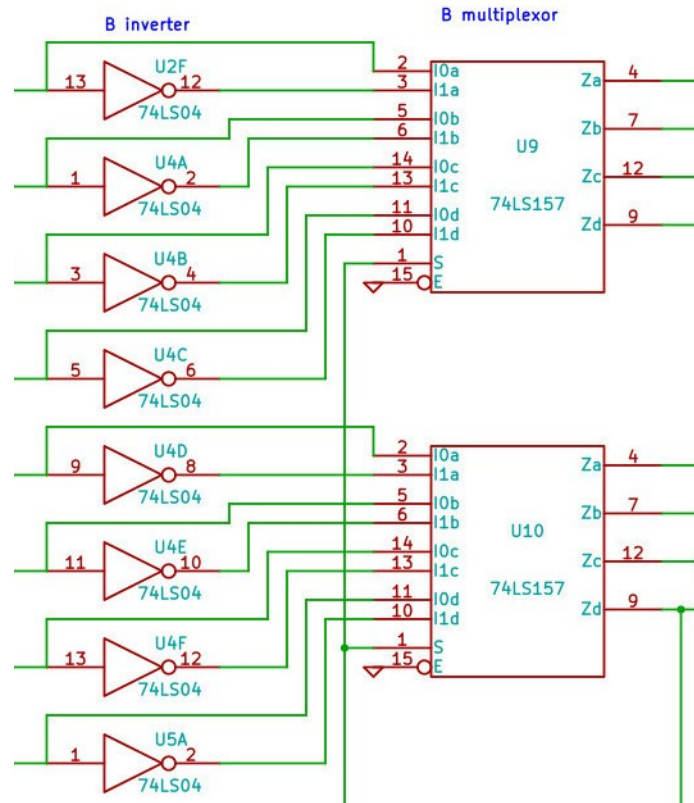 B inverter
B multiplexor
U2F
13 12
74LS04
U4A
1 2
74LS04
U4B
3 4
74LS04
U4C
5 6
74LS04
2 I0a
3 I1a
5 I0b
6 I1b
14 I0c
13 I1c
11 I0d
10 I1d
1 S
15 E
U9
74LS157
Za 4
Zb 7
Zc 12
Zd 9
U4D
9 8
74LS04
U4E
11 10
74LS04
U4F
13 12
74LS04
U5A
1 2
74LS04
2 I0a
3 I1a
5 I0b
6 I1b
14 I0c
13 I1c
11 I0d
10 I1d
1 S
15 E
U10
74LS157
Za 4
Zb 7
Zc 12
Zd 9